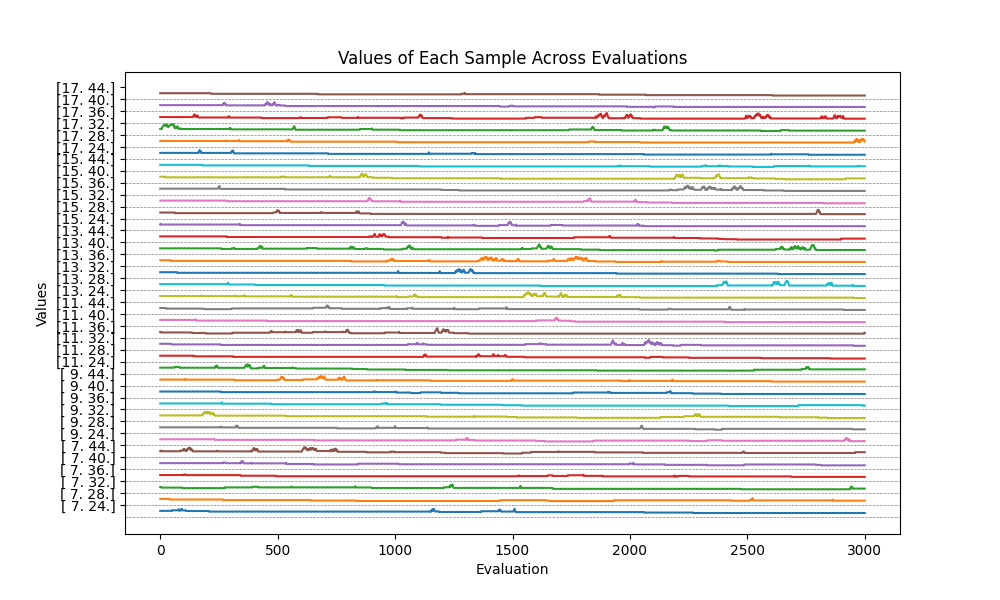 Values of Each Sample Across Evaluations
[17. 44.]
[17. 40.]
[17. 36.]
[17. 32.]
[17. 28.]
[17. 24.]
[15. 44.]
[15. 40.]
[15. 36.]
[15. 32.]
[15. 28.]
[15. 24.]
[13. 44.]
[13. 40.]
[13. 36.]
[13. 32.]
[13. 28.]
[13. 24.]
[11. 44.]
[11. 40.]
[11. 36.]
[11. 32.]
[11. 28.]
[11. 24.]
[ 9. 44.]
[ 9. 40.]
[ 9. 36.]
[ 9. 32.]
[ 9. 28.]
[ 9. 24.]
[ 7. 44.]
[ 7. 40.]
[ 7. 36.]
[ 7. 32.]
[ 7. 28.]
[ 7. 24.]
Values
0 500 1000 1500 2000 2500 3000
Evaluation